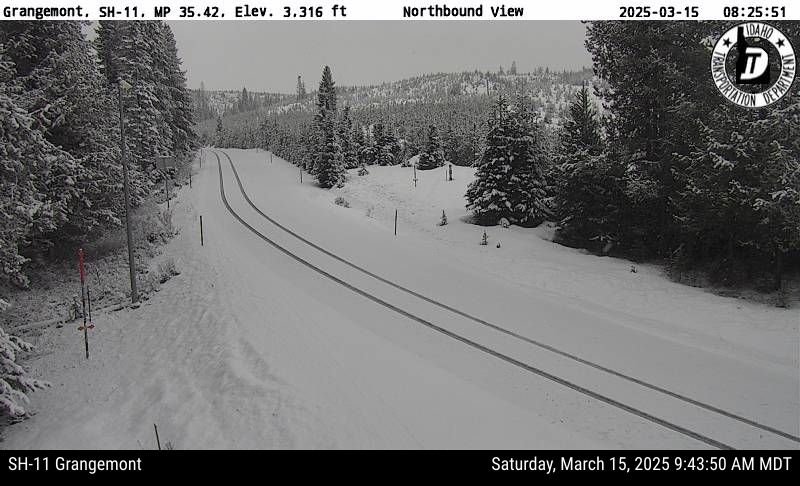 Grangemont, SH-11, MP 35.42, Elev. 3,316 ft Northbound View 2025-03-15 08:25:51
IDAHO
TRANSPORTATION DEPARTMENT
SH-11 Grangemont Saturday, March 15, 2025 9:43:50 AM MDT